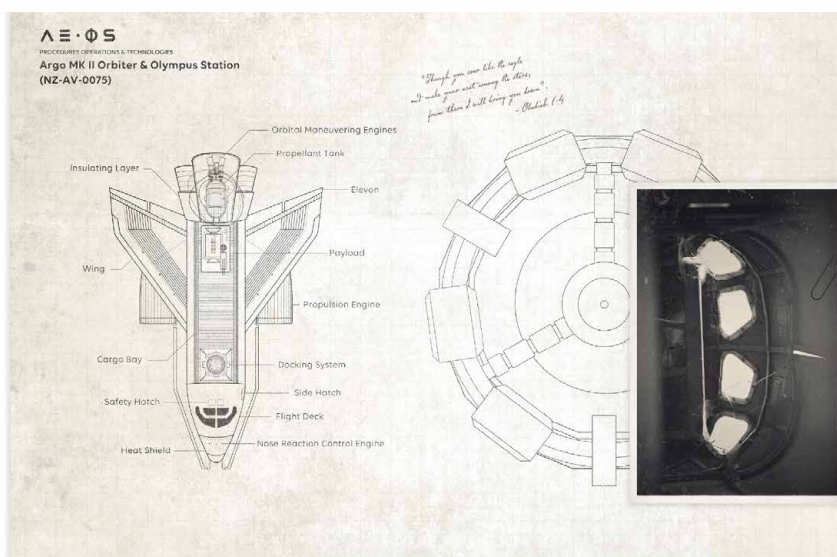 ΛΞ·ΦS
PROCEDURES OPERATIONS & TECHNOLOGIES
Argo MK II Orbiter & Olympus Station
(NZ-AV-0075)
"Though you soar like the eagle
and make your nest among the stars,
from there I will bring you down".
- Obadiah 1:4
Orbital Maneuvering Engines
Propellant Tank
Insulating Layer
Elevon
Payload
Wing
Propulsion Engine
Cargo Bay
Docking System
Side Hatch
Safety Hatch
Flight Deck
Nose Reaction Control Engine
Heat Shield